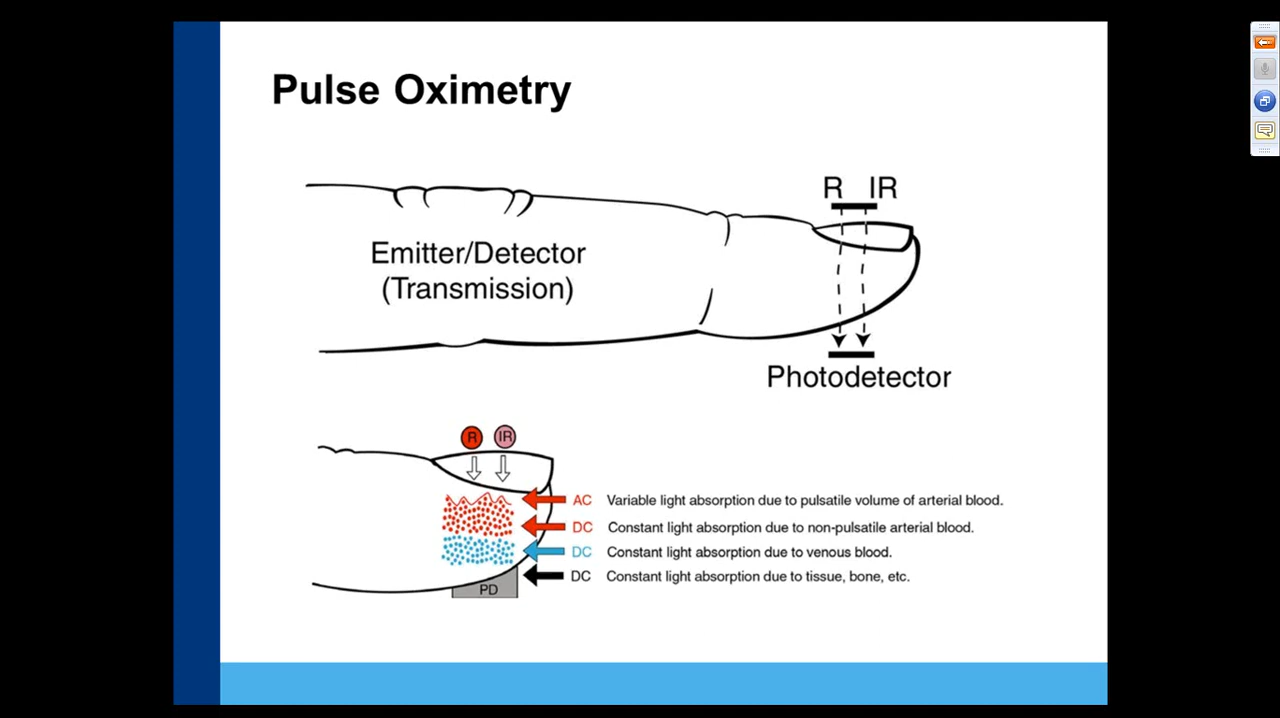 Pulse Oximetry
R IR
Emitter/Detector
(Transmission)
Photodetector
R IR
AC Variable light absorption due to pulsatile volume of arterial blood.
DC Constant light absorption due to non-pulsatile arterial blood.
DC Constant light absorption due to venous blood.
DC Constant light absorption due to tissue, bone, etc.
PD